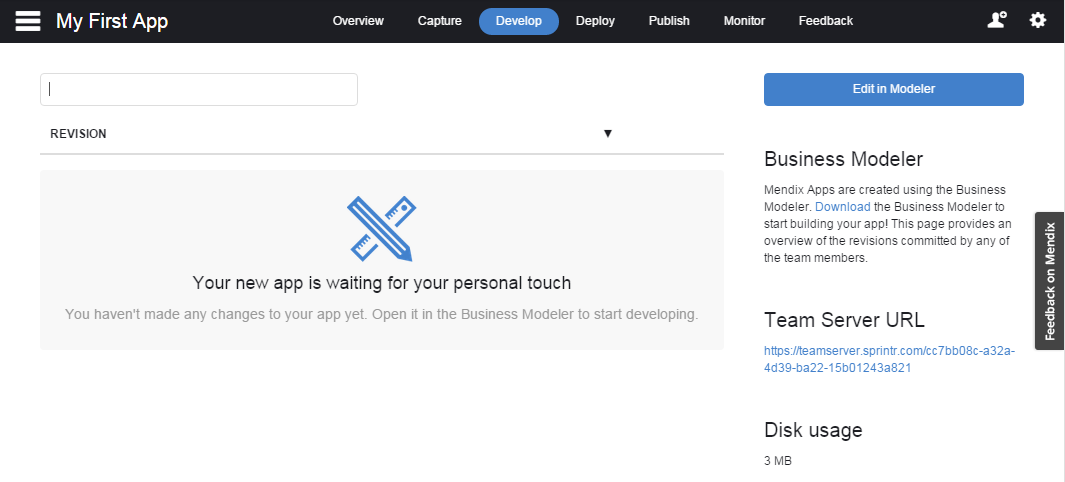 My First App
Overview
Capture
Develop
Deploy
Publish
Monitor
Feedback
Edit in Modeler
REVISION
Your new app is waiting for your personal touch
You haven't made any changes to your app yet. Open it in the Business Modeler to start developing.
Business Modeler
Mendix Apps are created using the Business
Modeler. Download the Business Modeler to
start building your app! This page provides an
overview of the revisions committed by any of
the team members.
Team Server URL
https://teamserver.sprintr.com/cc7bb08c-a32a-
4d39-ba22-15b01243a821
Disk usage
3 MB
Feedback on Mendix